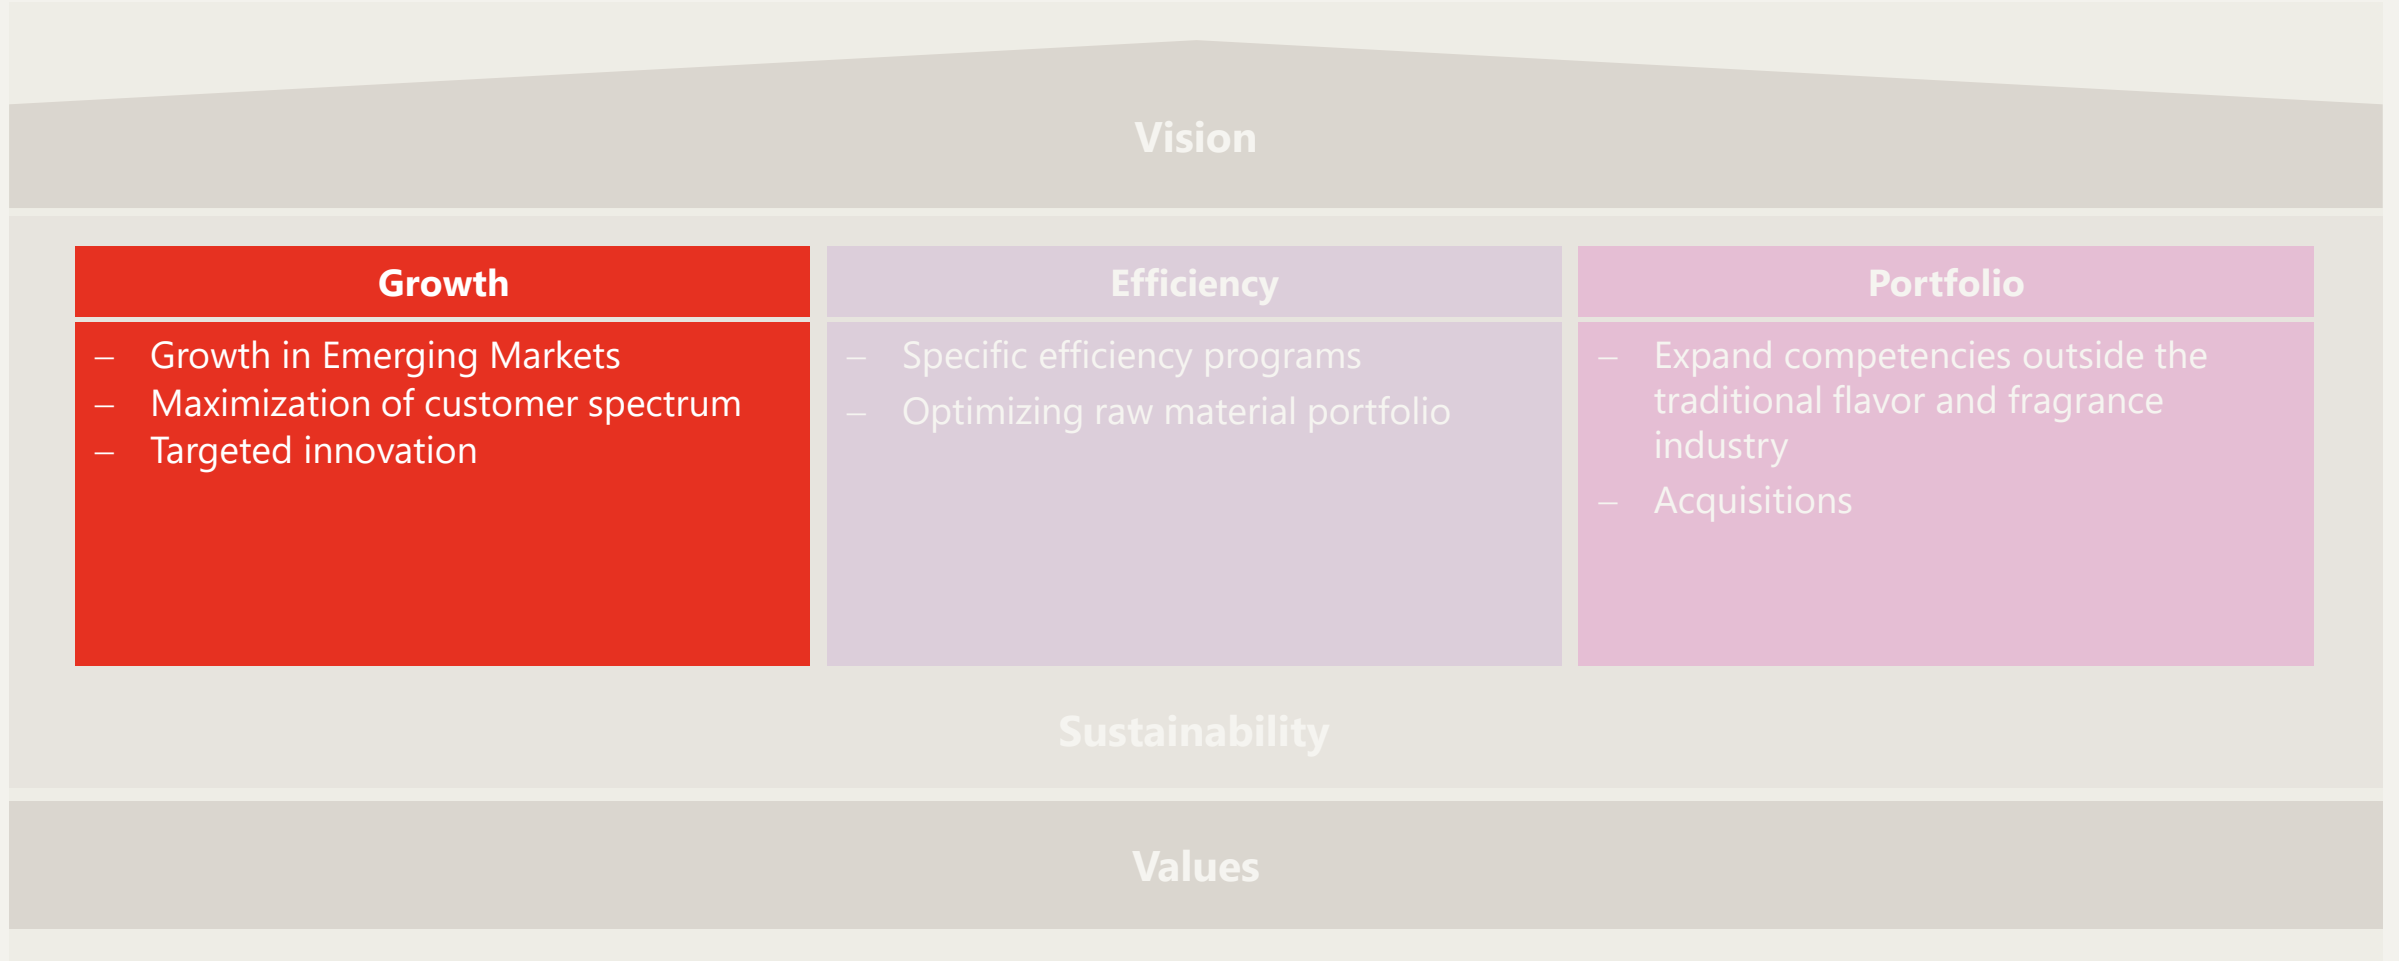 Vision
Growth
– Growth in Emerging Markets
– Maximization of customer spectrum
– Targeted innovation
Efficiency
– Specific efficiency programs
– Optimizing raw material portfolio
Portfolio
– Expand competencies outside the
traditional flavor and fragrance
industry
– Acquisitions
Sustainability
Values